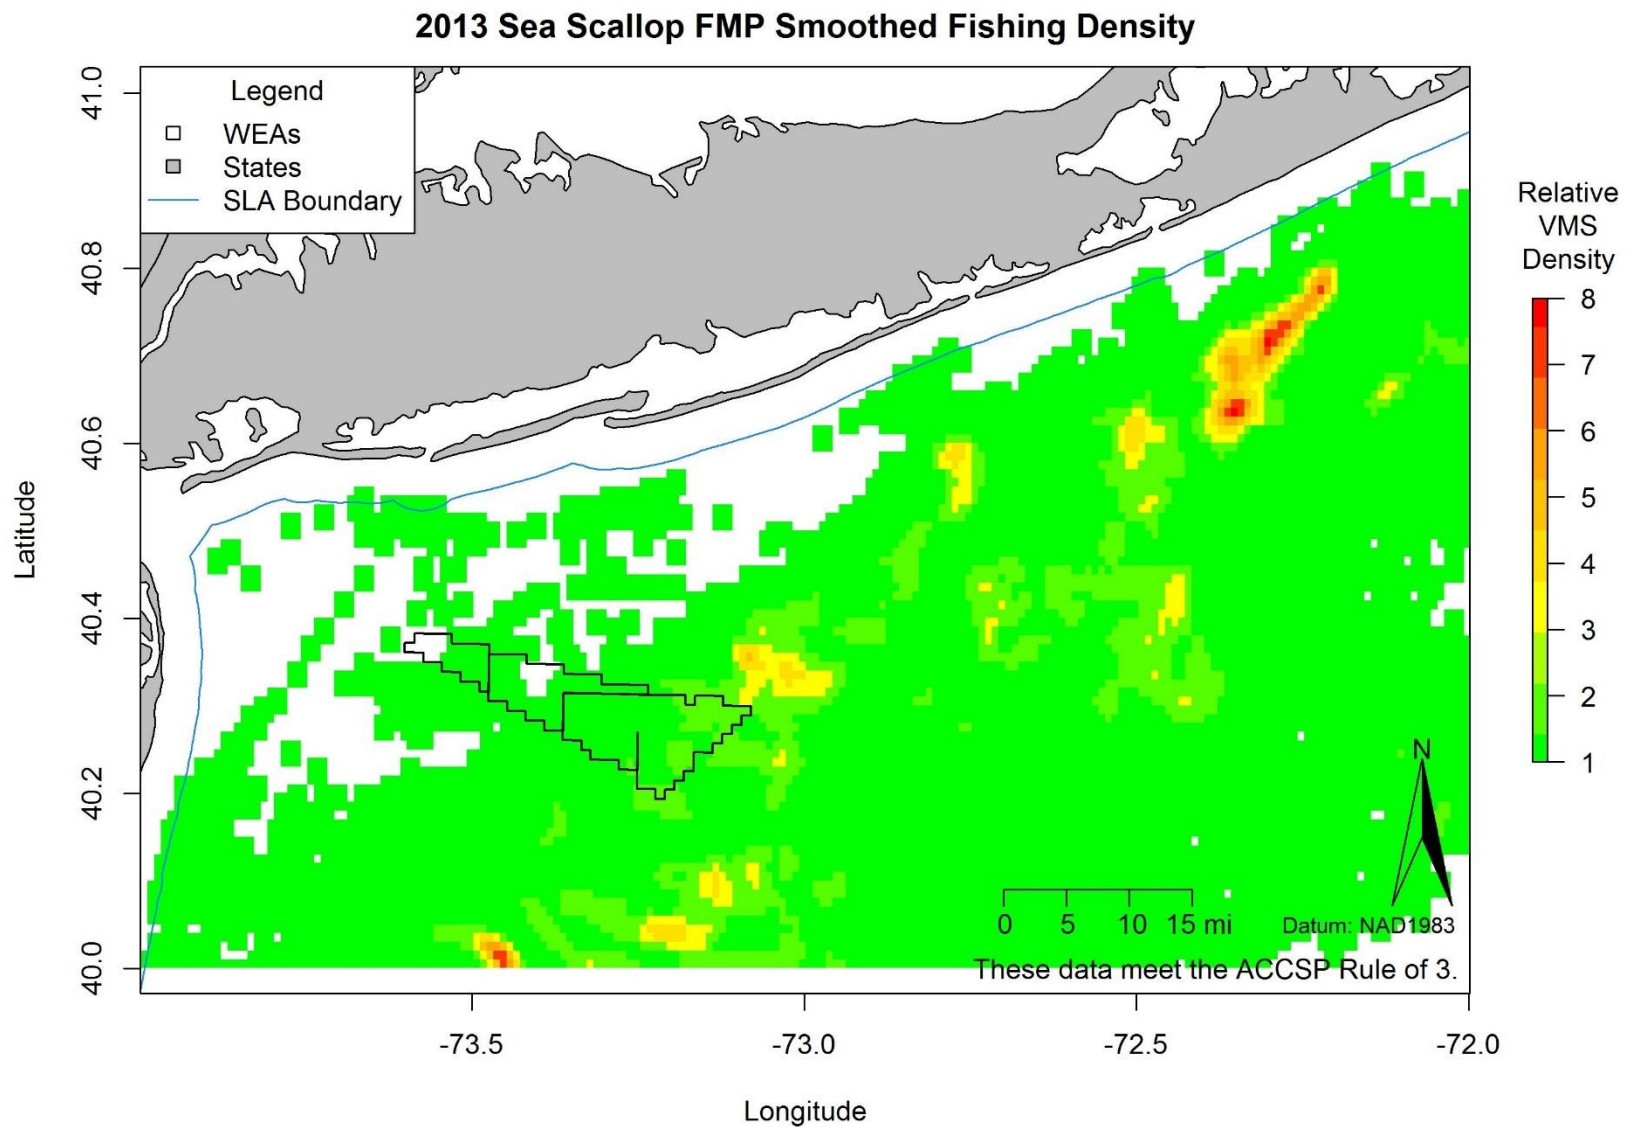 2013 Sea Scallop FMP Smoothed Fishing Density
Legend
WEAs
States
SLA Boundary
Relative
VMS
Density
8
7
6
5
4
3
2
1
41.0
40.8
40.6
40.4
40.2
40.0
Latitude
N
0 5 10 15 mi
Datum: NAD1983
These data meet the ACCSP Rule of 3.
-73.5 -73.0 -72.5 -72.0
Longitude